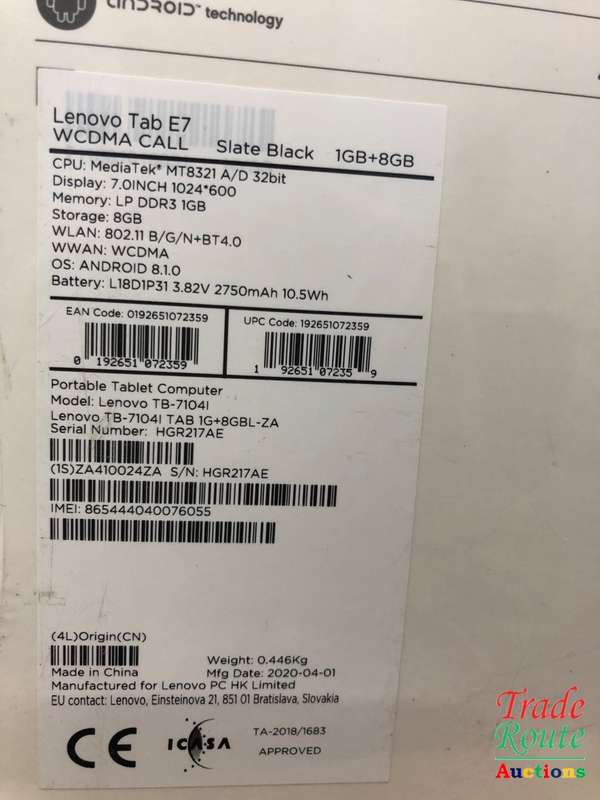 ANDROID™ technology
Lenovo Tab E7
WCDMA CALL Slate Black 1GB+8GB
CPU: MediaTek® MT8321 A/D 32bit
Display: 7.0INCH 1024*600
Memory: LP DDR3 1GB
Storage: 8GB
WLAN: 802.11 B/G/N+BT4.0
WWAN: WCDMA
OS: ANDROID 8.1.0
Battery: L18D1P31 3.82V 2750mAh 10.5Wh
EAN Code: 0192651072359
UPC Code: 192651072359
0 192651 072359
1 92651 07235 9
Portable Tablet Computer
Model: Lenovo TB-7104I
Lenovo TB-7104I TAB 1G+8GBL-ZA
Serial Number: HGR217AE
(1S)ZA410024ZA S/N: HGR217AE
IMEI: 865444040076055
(4L)Origin(CN)
Made in China
Weight: 0.446Kg
Mfg Date: 2020-04-01
Manufactured for Lenovo PC HK Limited
EU contact: Lenovo, Einsteinova 21, 851 01 Bratislava, Slovakia
CE
ICASA
TA-2018/1683
APPROVED
Trade
Route
Auctions